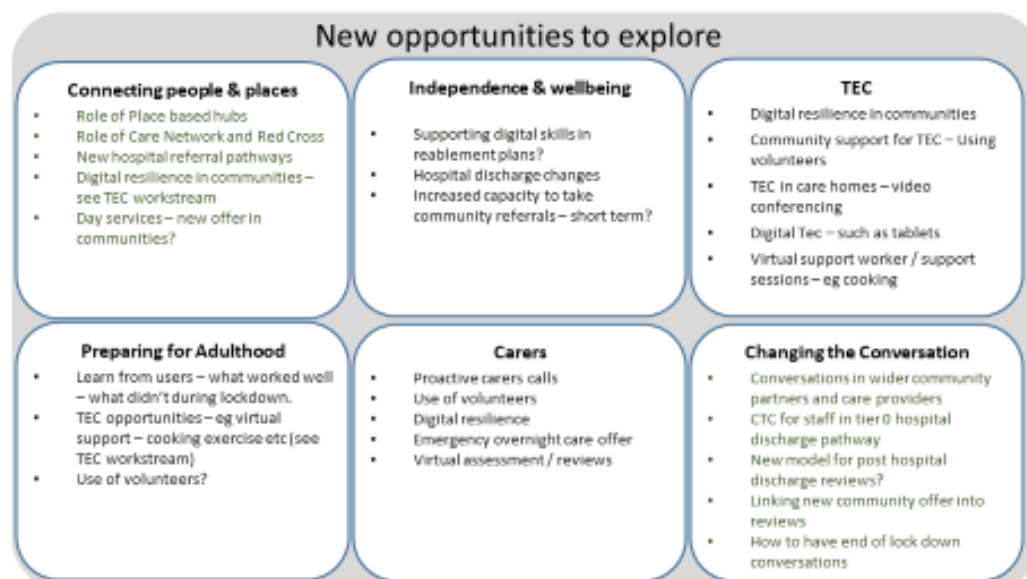 New opportunities to explore
Connecting people & places
▪ Role of Place based hubs
▪ Role of Care Network and Red Cross
▪ New hospital referral pathways
▪ Digital resilience in communities –
see TEC workstream
▪ Day services – new offer in
communities?
Independence & wellbeing
▪ Supporting digital skills in
reablement plans?
▪ Hospital discharge changes
▪ Increased capacity to take
community referrals – short term?
TEC
▪ Digital resilience in communities
▪ Community support for TEC – Using
volunteers
▪ TEC in care homes – video
conferencing
▪ Digital Tec – such as tablets
▪ Virtual support worker / support
sessions – eg cooking
Preparing for Adulthood
▪ Learn from users – what worked well
– what didn't during lockdown.
▪ TEC opportunities – eg virtual
support – cooking exercise etc (see
TEC workstream)
▪ Use of volunteers?
Carers
▪ Proactive carers calls
▪ Use of volunteers
▪ Digital resilience
▪ Emergency overnight care offer
▪ Virtual assessment / reviews
Changing the Conversation
▪ Conversations in wider community
partners and care providers
▪ CTC for staff in tier 0 hospital
discharge pathway
▪ New model for post hospital
discharge reviews?
▪ Linking new community offer into
reviews
▪ How to have end of lock down
conversations